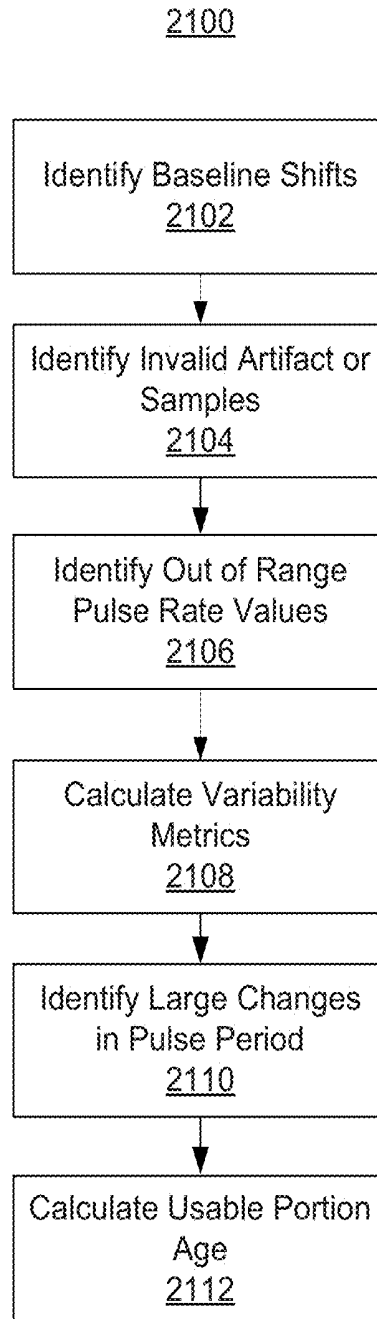 2100
Identify Baseline Shifts
2102
Identify Invalid Artifact or
Samples
2104
Identify Out of Range
Pulse Rate Values
2106
Calculate Variability
Metrics
2108
Identify Large Changes
in Pulse Period
2110
Calculate Usable Portion
Age
2112